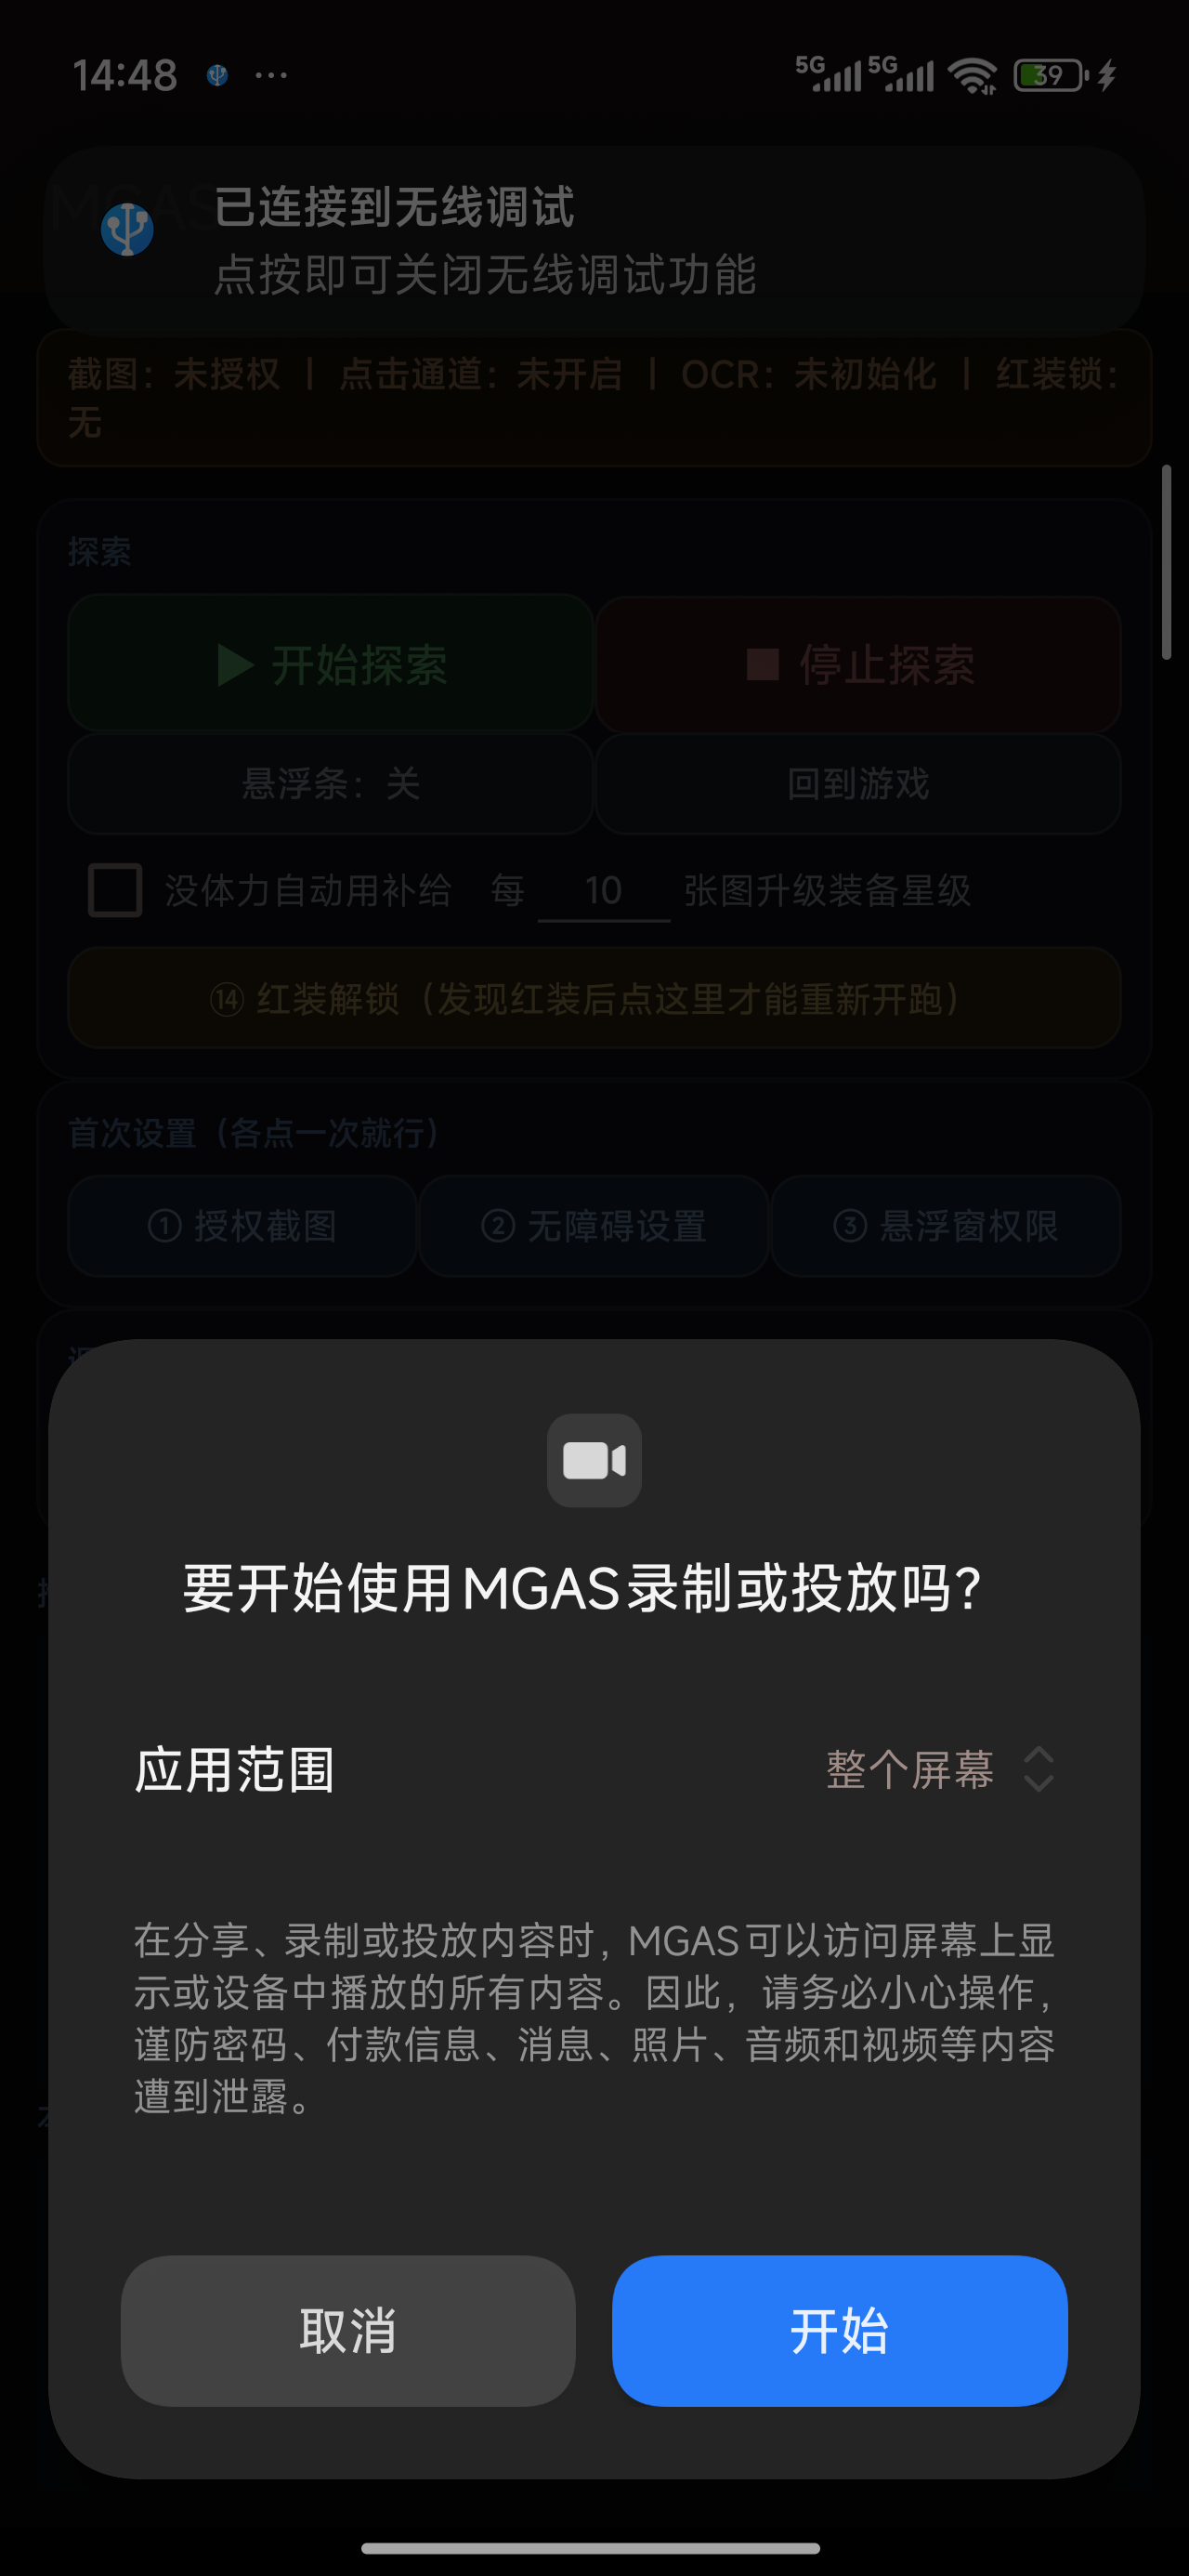 14:48 ... 5G 5G 39
MGAS
已连接到无线调试
点按即可关闭无线调试功能
截图：未授权 | 点击通道：未开启 | OCR：未初始化 | 红装锁：
无
探索
▶ 开始探索 ■ 停止探索
悬浮条：关 回到游戏
没体力自动用补给 每 10 张图升级装备星级
⑭ 红装解锁（发现红装后点这里才能重新开跑）
首次设置（各点一次就行）
① 授权截图 ② 无障碍设置 ③ 悬浮窗权限
要开始使用MGAS录制或投放吗?
应用范围 整个屏幕
在分享、录制或投放内容时，MGAS可以访问屏幕上显
示或设备中播放的所有内容。因此，请务必小心操作，
谨防密码、付款信息、消息、照片、音频和视频等内容
遭到泄露。
取消 开始